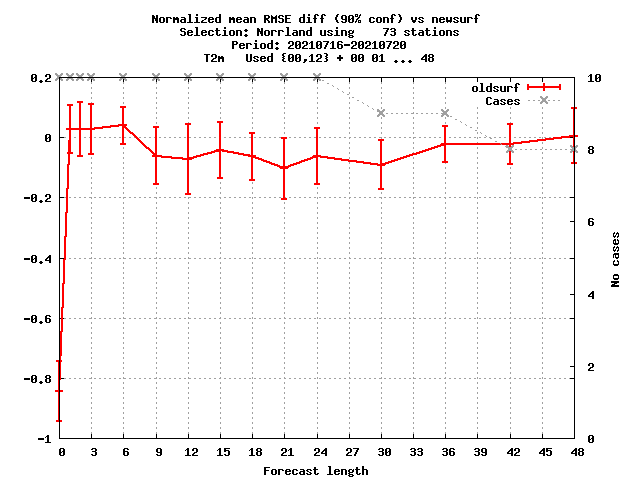 Normalized mean RMSE diff (90% conf) vs newsurf
Selection: Norrland using    73 stations
Period: 20210716-20210720
T2m   Used {00,12} + 00 01 ... 48
oldsurf
Cases
0.2
0
-0.2
-0.4
-0.6
-0.8
-1
10
8
6
4
2
0
No cases
0 3 6 9 12 15 18 21 24 27 30 33 36 39 42 45 48
Forecast length